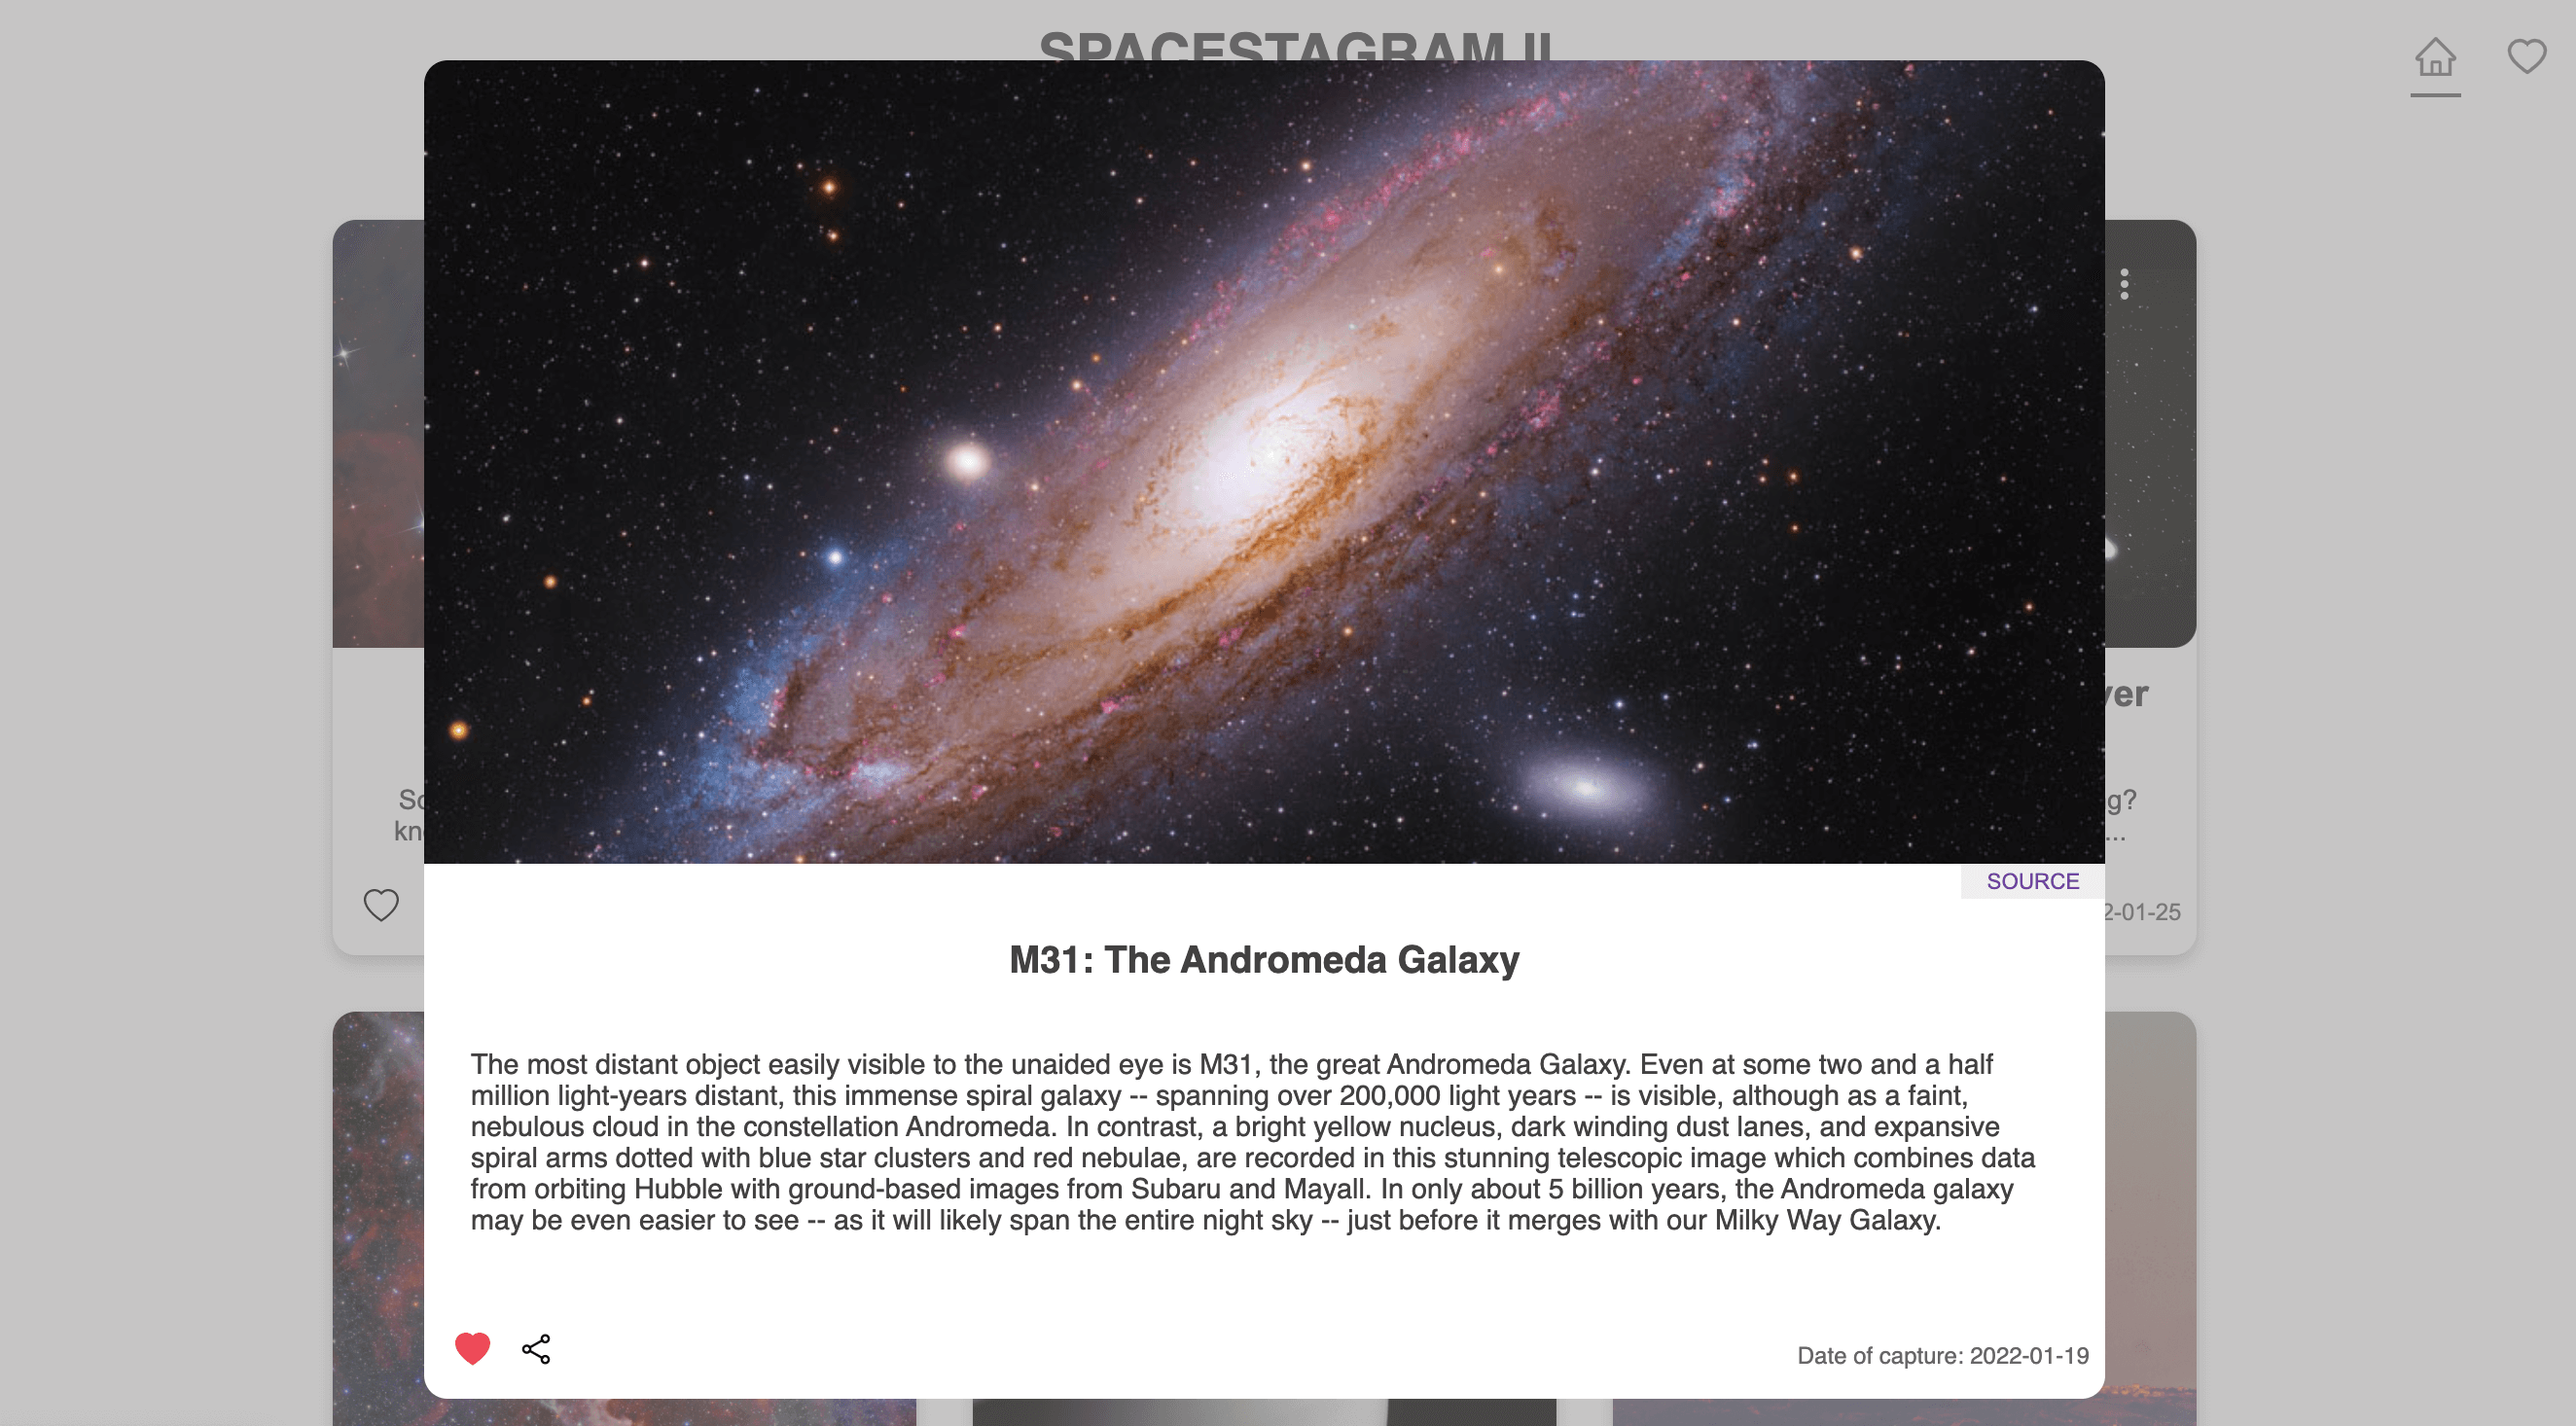 SPACESTAGRAM II
SOURCE
M31: The Andromeda Galaxy
The most distant object easily visible to the unaided eye is M31, the great Andromeda Galaxy. Even at some two and a half
million light-years distant, this immense spiral galaxy -- spanning over 200,000 light years -- is visible, although as a faint,
nebulous cloud in the constellation Andromeda. In contrast, a bright yellow nucleus, dark winding dust lanes, and expansive
spiral arms dotted with blue star clusters and red nebulae, are recorded in this stunning telescopic image which combines data
from orbiting Hubble with ground-based images from Subaru and Mayall. In only about 5 billion years, the Andromeda galaxy
may be even easier to see -- as it will likely span the entire night sky -- just before it merges with our Milky Way Galaxy.
Date of capture: 2022-01-19